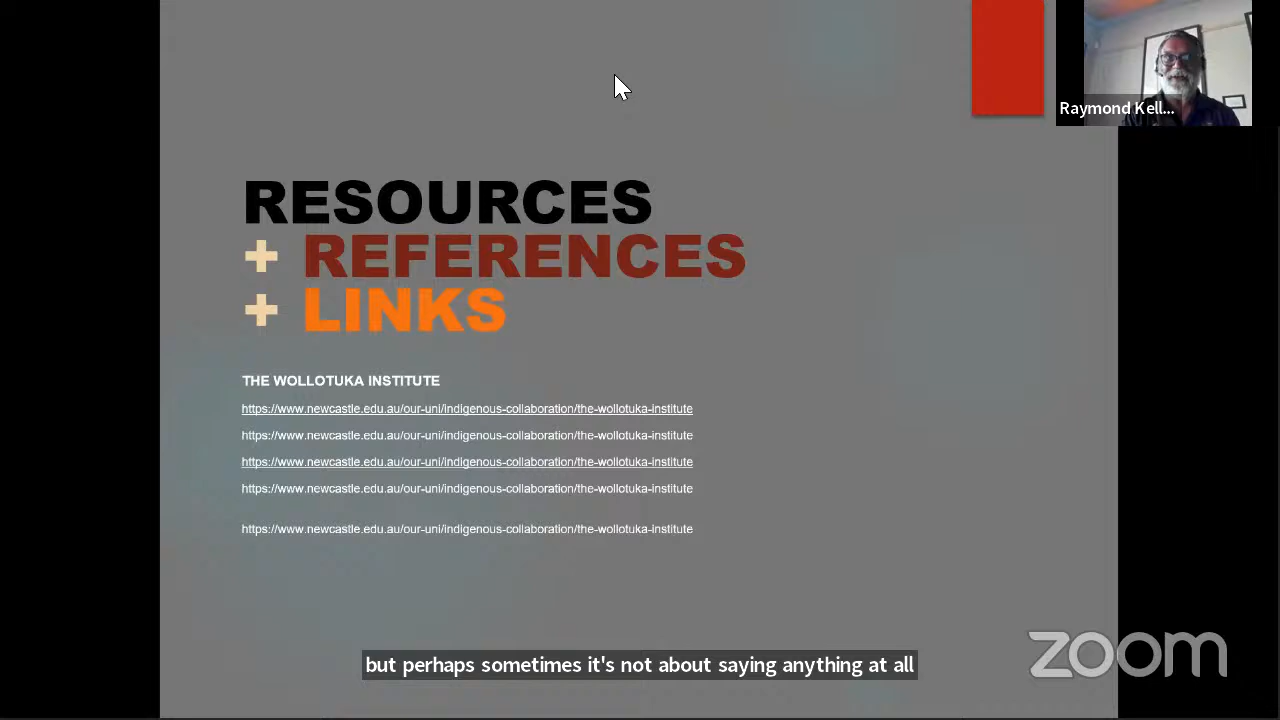 RESOURCES
+ REFERENCES
+ LINKS
THE WOLLOTUKA INSTITUTE
https://www.newcastle.edu.au/our-uni/indigenous-collaboration/the-wollotuka-institute
https://www.newcastle.edu.au/our-uni/indigenous-collaboration/the-wollotuka-institute
https://www.newcastle.edu.au/our-uni/indigenous-collaboration/the-wollotuka-institute
https://www.newcastle.edu.au/our-uni/indigenous-collaboration/the-wollotuka-institute
https://www.newcastle.edu.au/our-uni/indigenous-collaboration/the-wollotuka-institute
Raymond Kell...
but perhaps sometimes it's not about saying anything at all
zoom